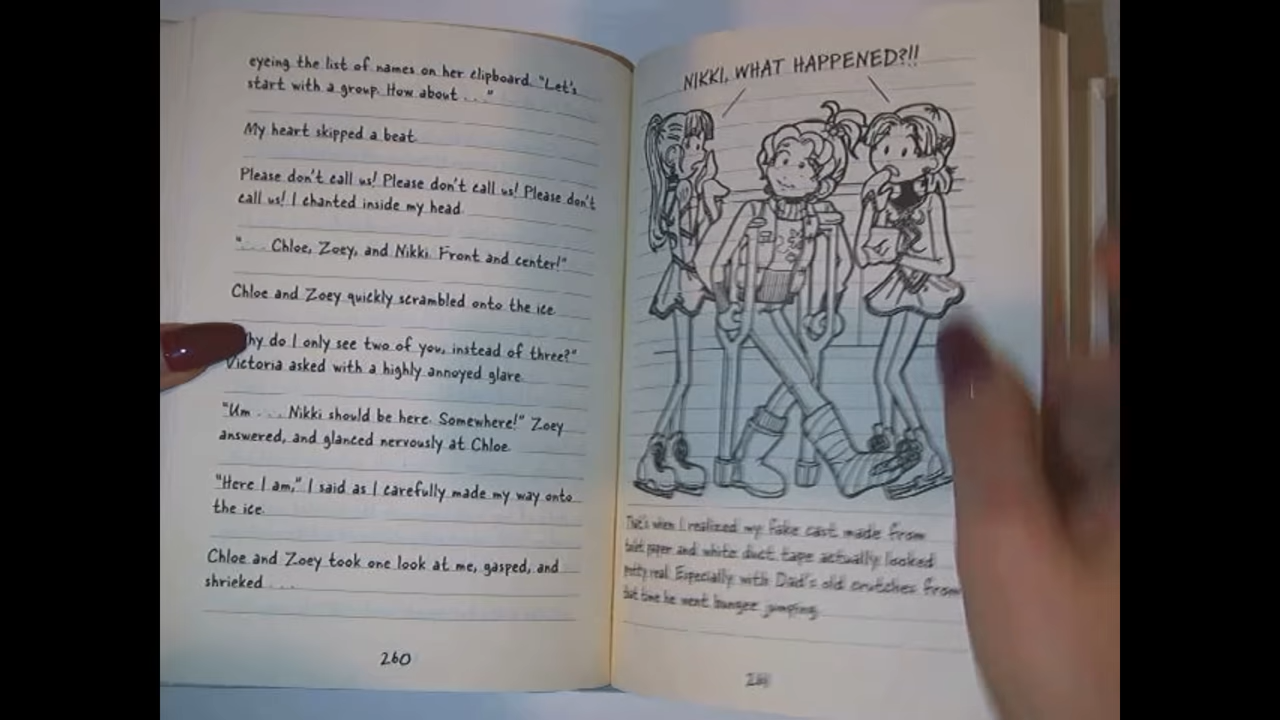 eyeing the list of names on her clipboard. "Let's
start with a group. How about . . ."
My heart skipped a beat.
Please don't call us! Please don't call us! Please don't
call us! I chanted inside my head.
". . . Chloe, Zoey, and Nikki. Front and center!"
Chloe and Zoey quickly scrambled onto the ice.
hy do I only see two of you, instead of three?"
Victoria asked with a highly annoyed glare.
"Um . . . Nikki should be here. Somewhere!" Zoey
answered, and glanced nervously at Chloe.
"Here I am," I said as I carefully made my way onto
the ice.
Chloe and Zoey took one look at me, gasped, and
shrieked . . .
260
NIKKI, WHAT HAPPENED?!!
That's when I realized my fake cast made from
toilet paper and white duct tape actually looked
pretty real. Especially with Dad's old crutches from
that time he went bungee jumping.
261